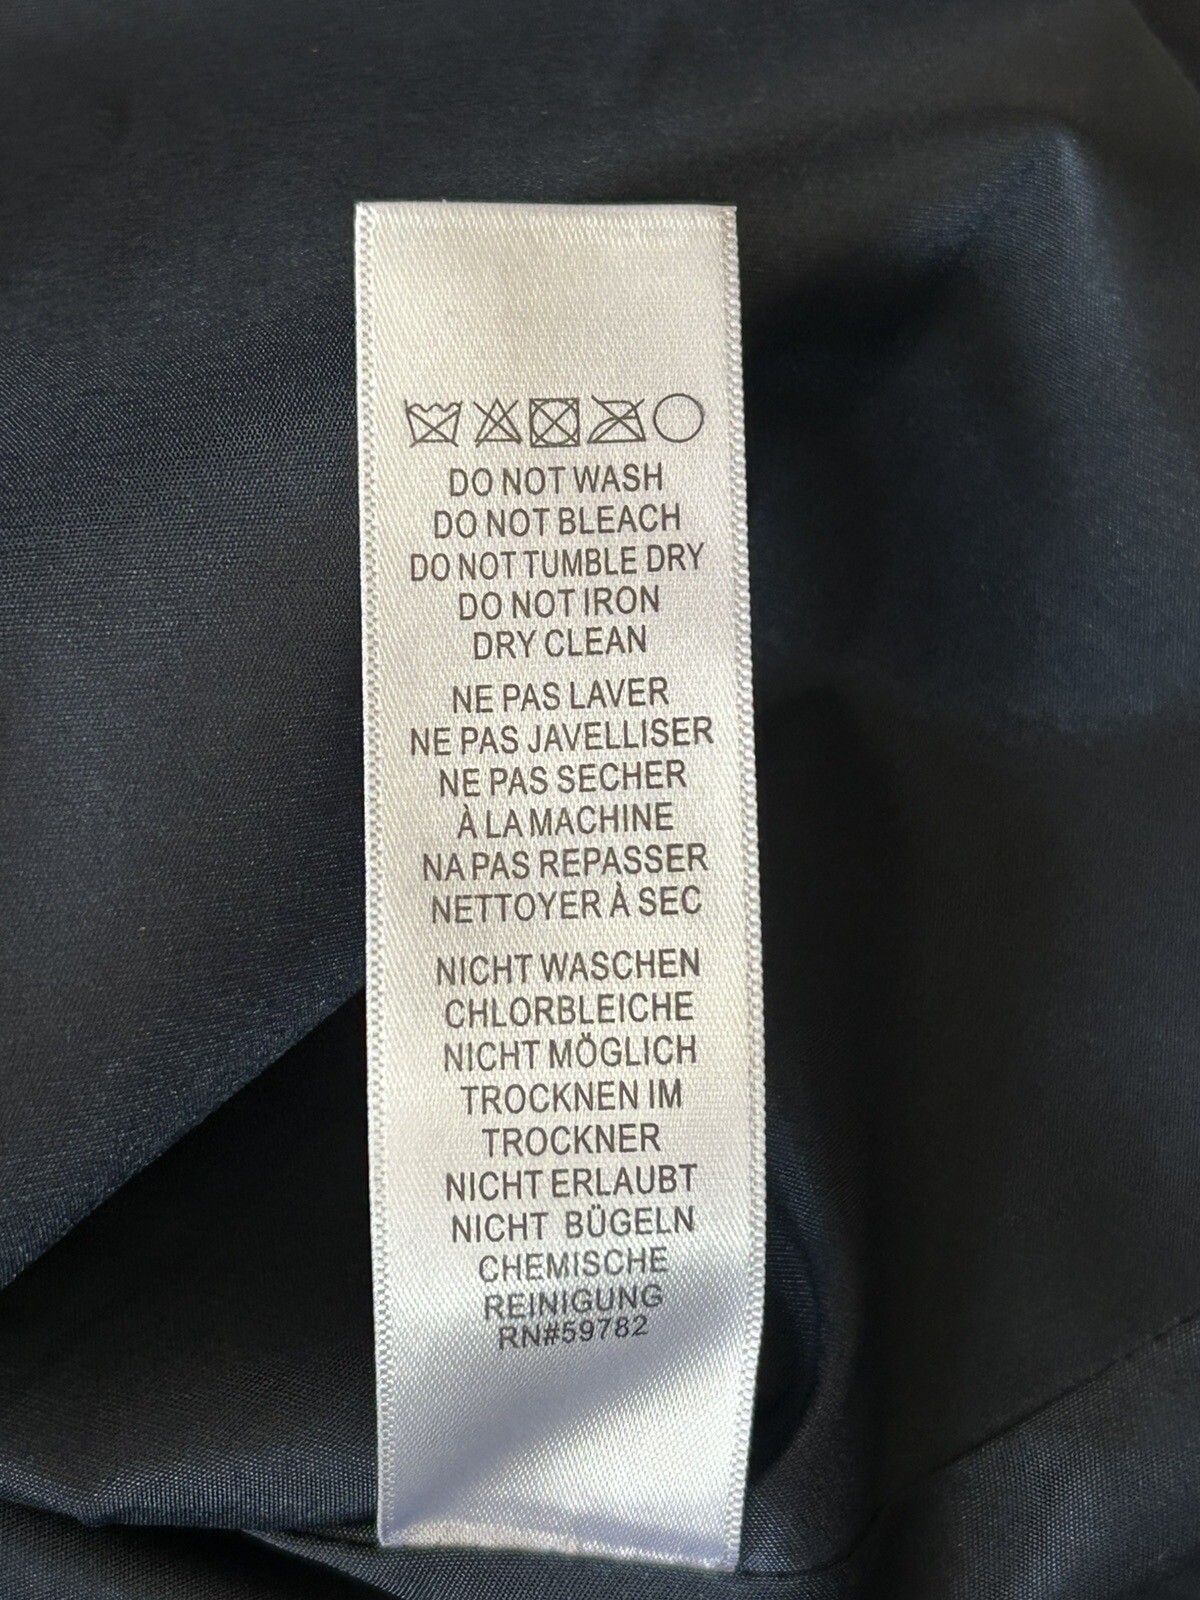 DO NOT WASH
DO NOT BLEACH
DO NOT TUMBLE DRY
DO NOT IRON
DRY CLEAN
NE PAS LAVER
NE PAS JAVELLISER
NE PAS SECHER
À LA MACHINE
NA PAS REPASSER
NETTOYER À SEC
NICHT WASCHEN
CHLORBLEICHE
NICHT MÖGLICH
TROCKNEN IM
TROCKNER
NICHT ERLAUBT
NICHT BÜGELN
CHEMISCHE
REINIGUNG
RN#59782